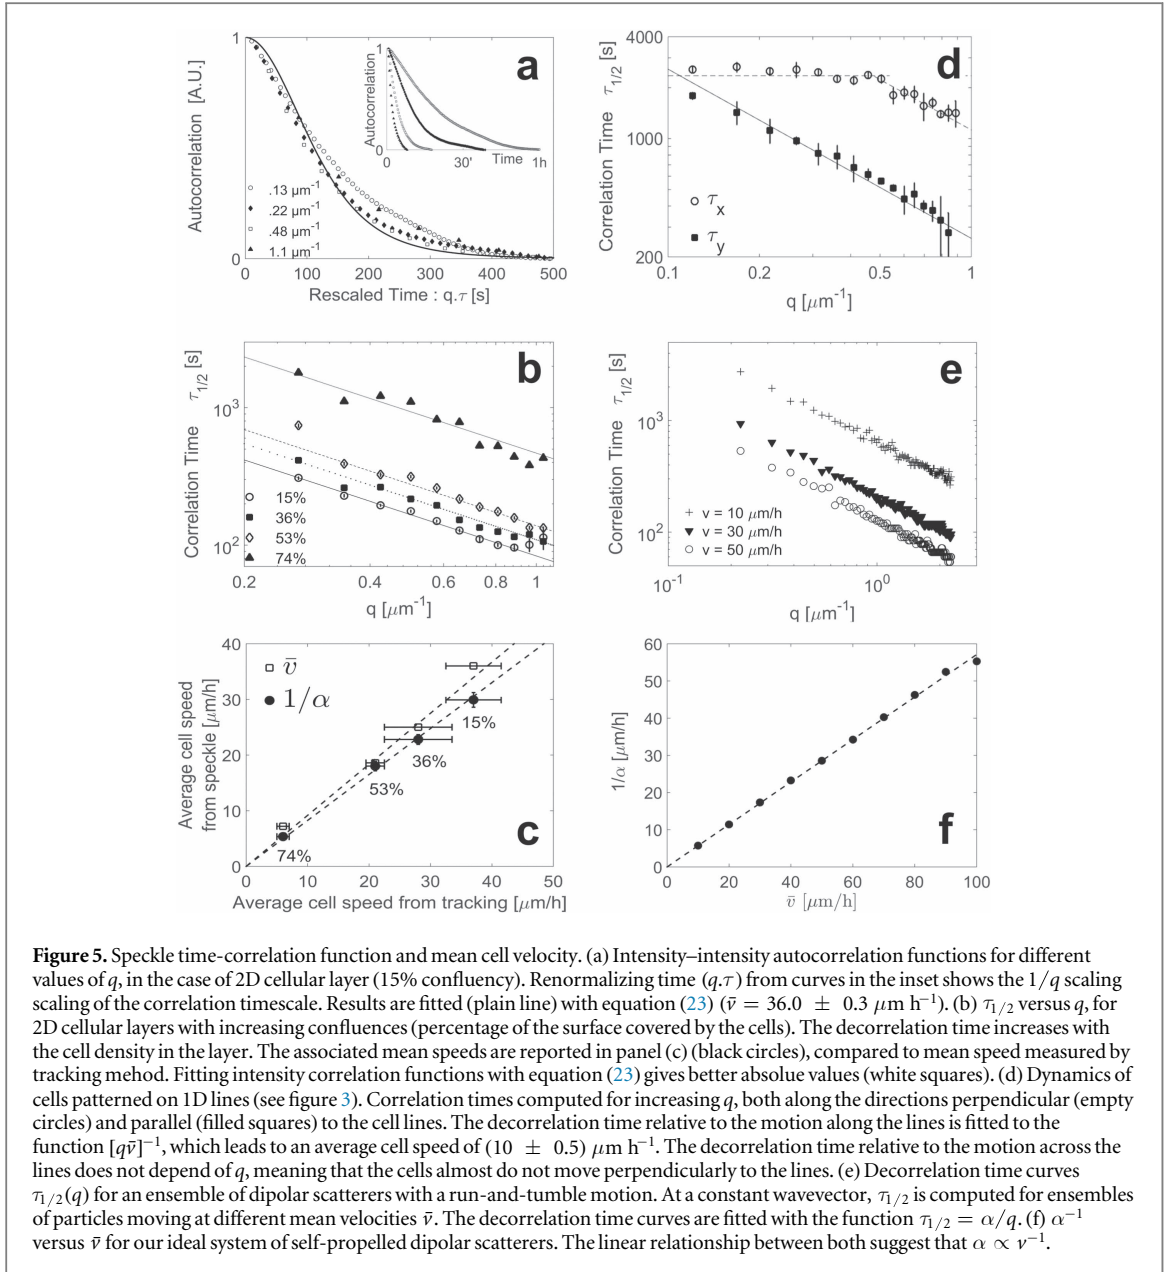 a
Autocorrelation [A.U.]
1
0
0 100 200 300 400 500
Rescaled Time : q.τ [s]
.13 µm-1
.22 µm-1
.48 µm-1
1.1 µm-1
Autocorrelation
1
0
0 30' Time 1h
d
Correlation Time τ1/2 [s]
4000
1000
200
τx
τy
0.1 0.2 0.5 1
q [µm-1]
b
Correlation Time τ1/2 [s]
10^3
10^2
15%
36%
53%
74%
0.2 0.4 0.6 0.8 1
q [µm-1]
e
Correlation Time τ1/2 [s]
10^3
10^2
v = 10 µm/h
v = 30 µm/h
v = 50 µm/h
10^-1 10^0
q [µm-1]
c
Average cell speed
from speckle [µm/h]
40
30
20
10
0
v̄
1/α
15%
36%
53%
74%
0 10 20 30 40 50
Average cell speed from tracking [µm/h]
f
1/α [µm/h]
60
50
40
30
20
10
0
0 20 40 60 80 100
v̄ [µm/h]
Figure 5. Speckle time-correlation function and mean cell velocity. (a) Intensity–intensity autocorrelation functions for different
values of q, in the case of 2D cellular layer (15% confluency). Renormalizing time (q.τ) from curves in the inset shows the 1/q scaling
scaling of the correlation timescale. Results are fitted (plain line) with equation (23) (v̄ = 36.0 ± 0.3 µm h−1). (b) τ1/2 versus q, for
2D cellular layers with increasing confluences (percentage of the surface covered by the cells). The decorrelation time increases with
the cell density in the layer. The associated mean speeds are reported in panel (c) (black circles), compared to mean speed measured by
tracking mehod. Fitting intensity correlation functions with equation (23) gives better absolue values (white squares). (d) Dynamics of
cells patterned on 1D lines (see figure 3). Correlation times computed for increasing q, both along the directions perpendicular (empty
circles) and parallel (filled squares) to the cell lines. The decorrelation time relative to the motion along the lines is fitted to the
function [qv̄]−1, which leads to an average cell speed of (10 ± 0.5) µm h−1. The decorrelation time relative to the motion across the
lines does not depend of q, meaning that the cells almost do not move perpendicularly to the lines. (e) Decorrelation time curves
τ1/2(q) for an ensemble of dipolar scatterers with a run-and-tumble motion. At a constant wavevector, τ1/2 is computed for ensembles
of particles moving at different mean velocities v̄. The decorrelation time curves are fitted with the function τ1/2 = α/q. (f) α−1
versus v̄ for our ideal system of self-propelled dipolar scatterers. The linear relationship between both suggest that α ∝ v−1.